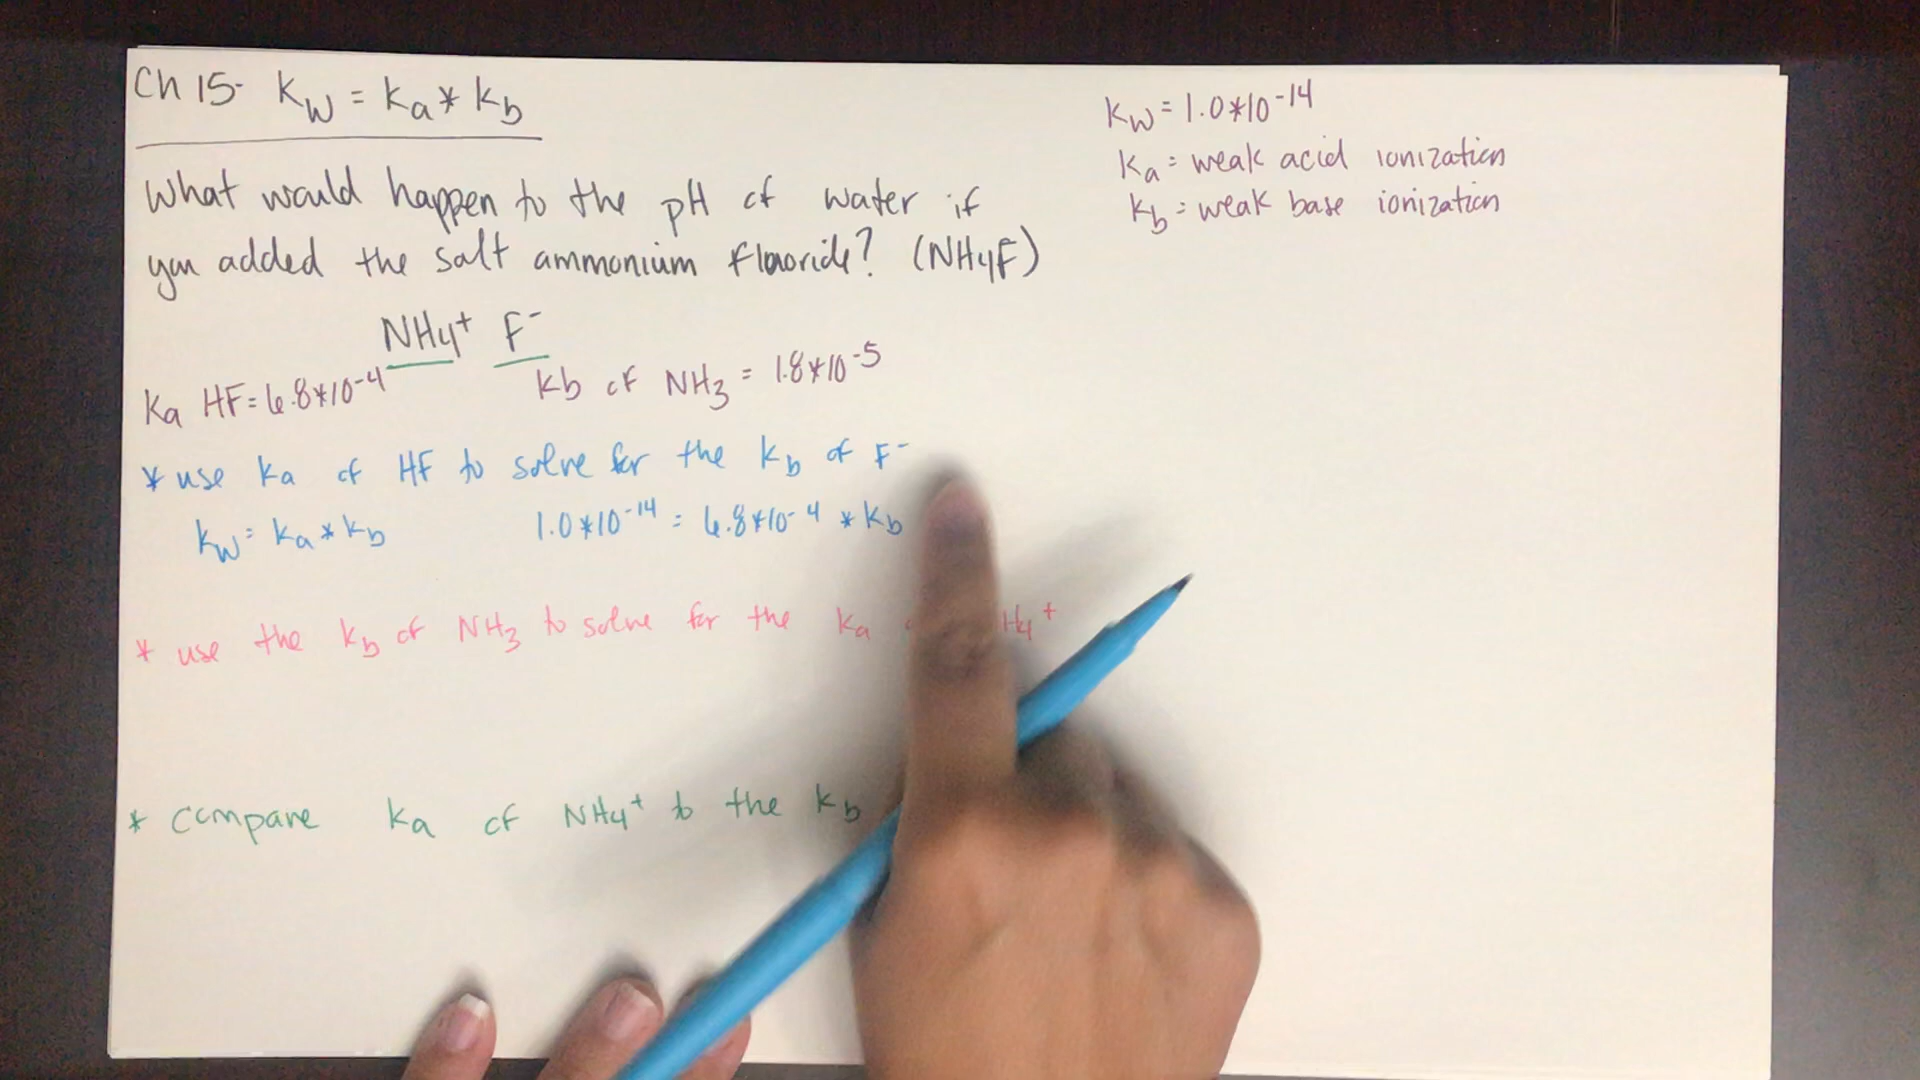 Ch 15- Kw = Ka * Kb
What would happen to the pH of water if
you added the salt ammonium fluoride? (NH4F)
NH4+ F-
Ka HF = 6.8*10-4
Kb of NH3 = 1.8*10-5
* use Ka of HF to solve for the Kb of F-
Kw = Ka * Kb 1.0*10-14 = 6.8*10-4 * Kb
* use the Kb of NH3 to solve for the Ka H4+
* Compare Ka of NH4+ to the Kb
Kw = 1.0*10-14
Ka = weak acid ionization
Kb = weak base ionization